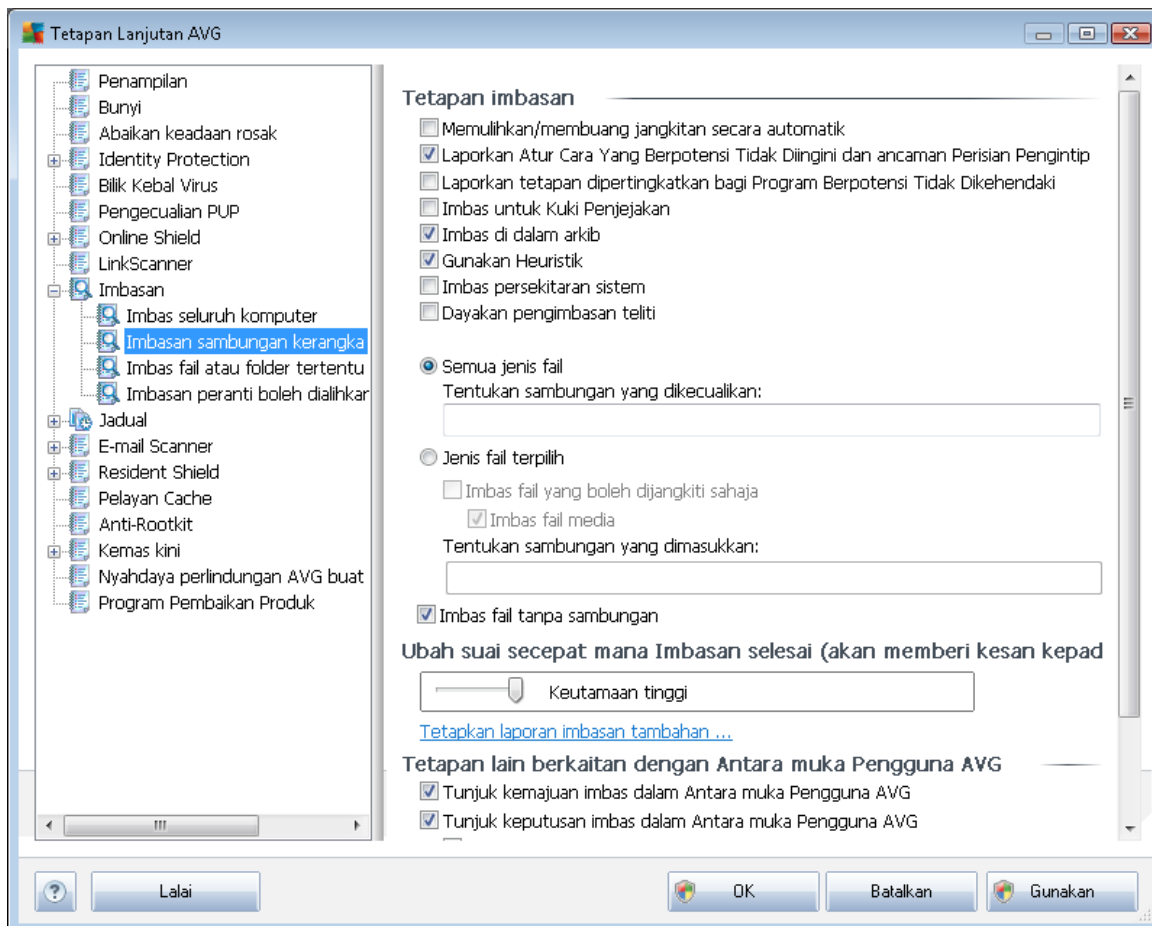 Tetapan Lanjutan AVG
Penampilan
Bunyi
Abaikan keadaan rosak
Identity Protection
Bilik Kebal Virus
Pengecualian PUP
Online Shield
LinkScanner
Imbasan
Imbas seluruh komputer
Imbasan sambungan kerangka
Imbas fail atau folder tertentu
Imbasan peranti boleh dialihkan
Jadual
E-mail Scanner
Resident Shield
Pelayan Cache
Anti-Rootkit
Kemas kini
Nyahdaya perlindungan AVG buat
Program Pembaikan Produk
Tetapan imbasan
Memulihkan/membuang jangkitan secara automatik
Laporkan Atur Cara Yang Berpotensi Tidak Diingini dan ancaman Perisian Pengintip
Laporkan tetapan dipertingkatkan bagi Program Berpotensi Tidak Dikehendaki
Imbas untuk Kuki Penjejakan
Imbas di dalam arkib
Gunakan Heuristik
Imbas persekitaran sistem
Dayakan pengimbasan teliti
Semua jenis fail
Tentukan sambungan yang dikecualikan:
Jenis fail terpilih
Imbas fail yang boleh dijangkiti sahaja
Imbas fail media
Tentukan sambungan yang dimasukkan:
Imbas fail tanpa sambungan
Ubah suai secepat mana Imbasan selesai (akan memberi kesan kepad
Keutamaan tinggi
Tetapkan laporan imbasan tambahan ...
Tetapan lain berkaitan dengan Antara muka Pengguna AVG
Tunjuk kemajuan imbas dalam Antara muka Pengguna AVG
Tunjuk keputusan imbas dalam Antara muka Pengguna AVG
Lalai
OK
Batalkan
Gunakan